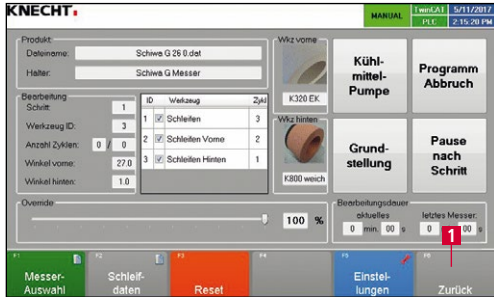 KNECHT.
MANUAL
TwinCAT 5/11/2017
PLC 2:15:20 PM
Produkt
Dateiname: Schiwa G 26 0.dat
Halter: Schiwa G Messer
Bearbeitung
Schritt: 1
Werkzeug ID: 3
Anzahl Zyklen: 0 / 0
Winkel vorne: 27.0
Winkel hinten: 1.0
ID Werkzeug Zykl
1 Schleifen 3
2 Schleifen Vorne 2
3 Schleifen Hinten 1
Wkz vorne
K320 EK
Wkz hinten
K800 weich
Kühl-
mittel-
Pumpe
Programm
Abbruch
Grund-
stellung
Pause
nach
Schritt
Override
100 %
Bearbeitungsdauer
aktuelles letztes Messer:
0 min. 00 s 0 00 s
1
F1
Messer-
Auswahl
F2
Schleif-
daten
F3
Reset
F4
Einstel-
lungen
Zurück